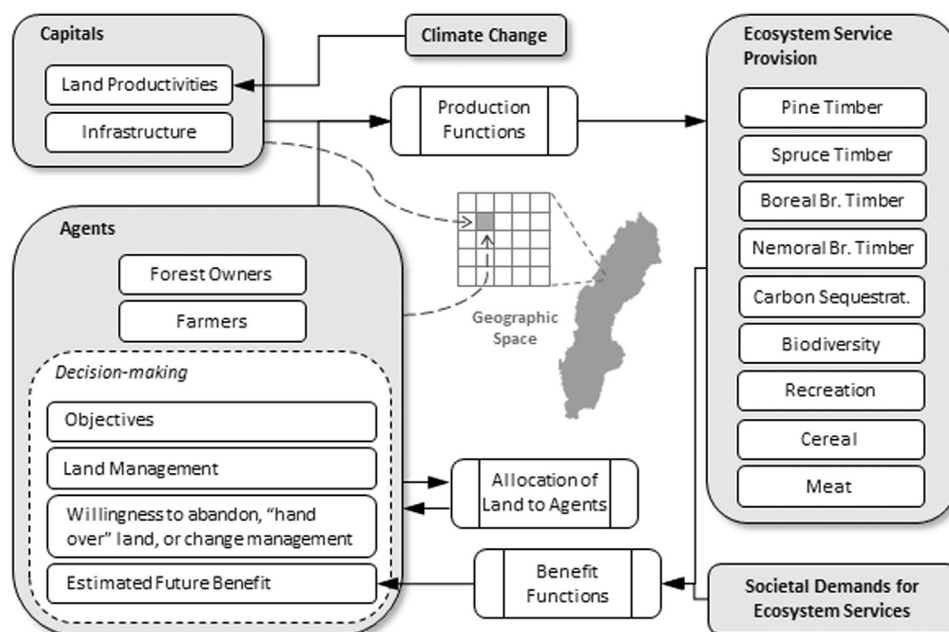 Capitals
Land Productivities
Infrastructure
Climate Change
Production
Functions
Ecosystem Service
Provision
Pine Timber
Spruce Timber
Boreal Br. Timber
Nemoral Br. Timber
Carbon Sequestrat.
Biodiversity
Recreation
Cereal
Meat
Agents
Forest Owners
Farmers
Decision-making
Objectives
Land Management
Willingness to abandon, “hand
over” land, or change management
Estimated Future Benefit
Geographic
Space
Allocation of
Land to Agents
Benefit
Functions
Societal Demands for
Ecosystem Services